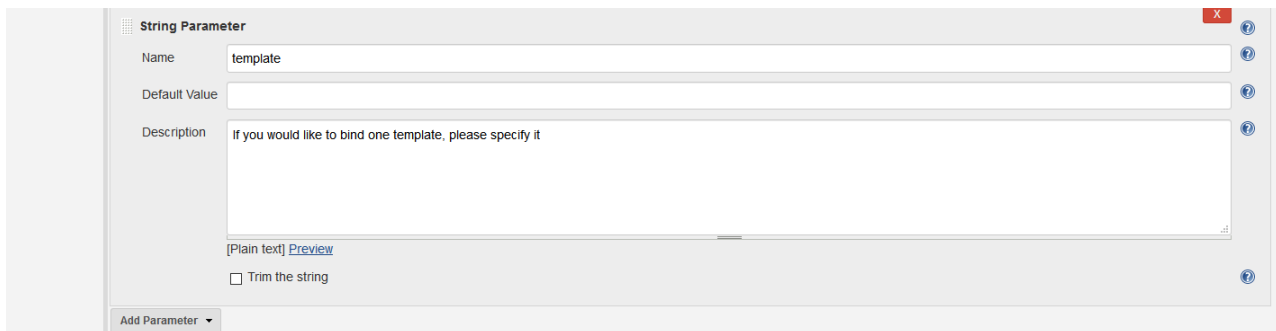 String Parameter
X
Name
template
Default Value
Description
If you would like to bind one template, please specify it
[Plain text] Preview
Trim the string
Add Parameter